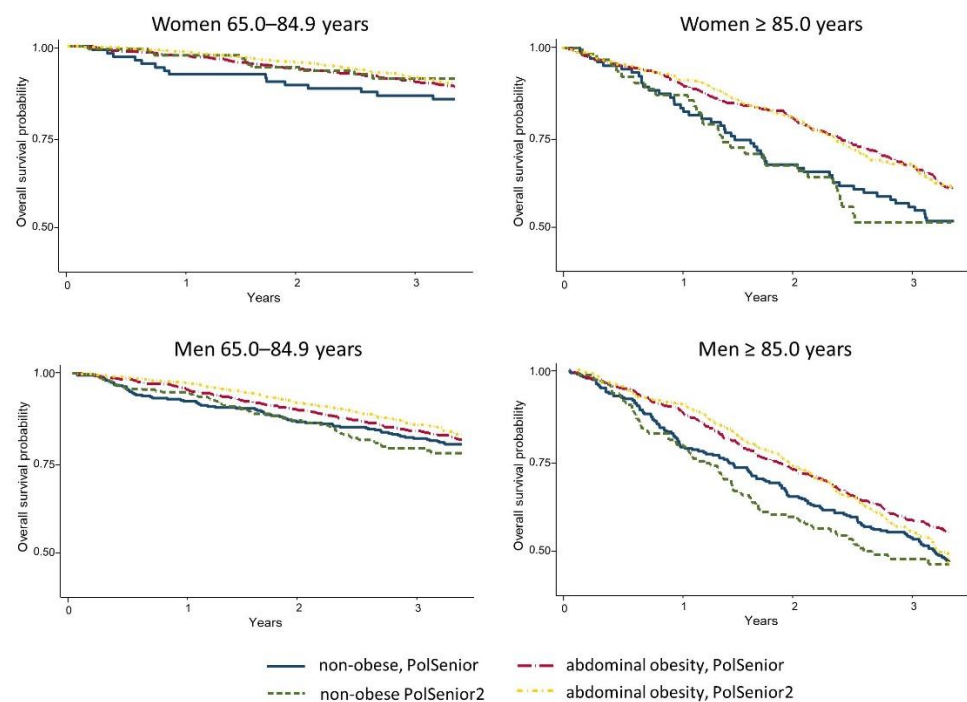 Women 65.0–84.9 years
Overall survival probability
1.00
0.75
0.50
0
1
2
3
Years
Women ≥ 85.0 years
Overall survival probability
1.00
0.75
0.50
0
1
2
3
Years
Men 65.0–84.9 years
Overall survival probability
1.00
0.75
0.50
0
1
2
3
Years
Men ≥ 85.0 years
Overall survival probability
1.00
0.75
0.50
0
1
2
3
Years
non-obese, PolSenior
abdominal obesity, PolSenior
non-obese PolSenior2
abdominal obesity, PolSenior2